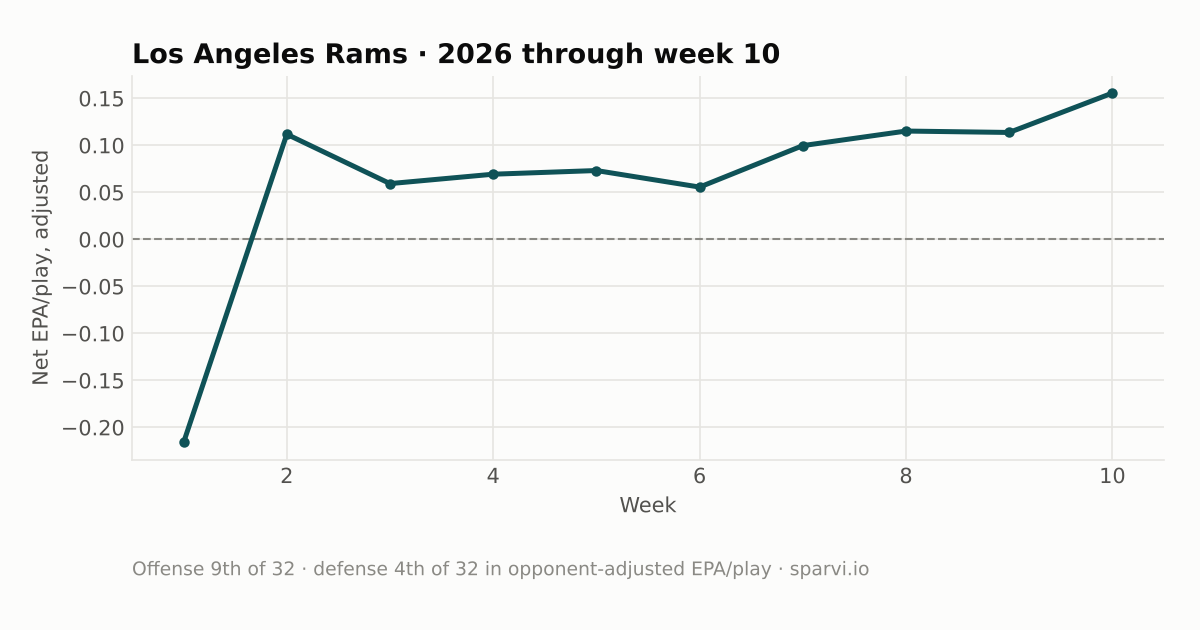 Los Angeles Rams · 2026 through week 10
Net EPA/play, adjusted
0.15
0.10
0.05
0.00
−0.05
−0.10
−0.15
−0.20
2 4 6 8 10
Week
Offense 9th of 32 · defense 4th of 32 in opponent-adjusted EPA/play · sparvi.io